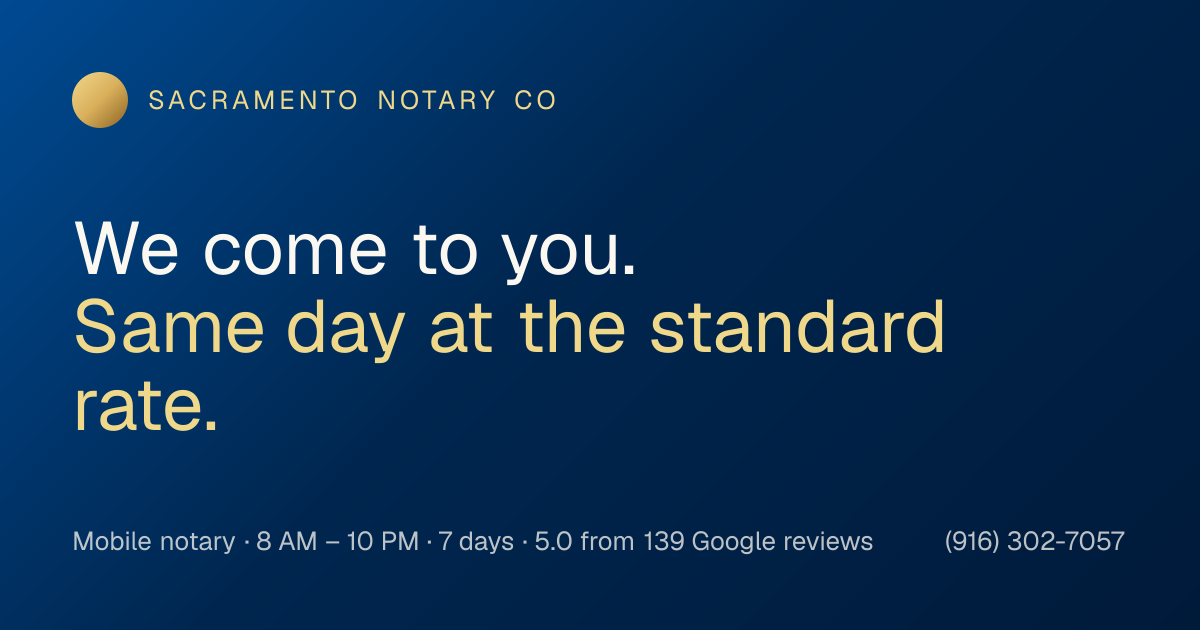 SACRAMENTO NOTARY CO
We come to you.
Same day at the standard
rate.
Mobile notary · 8 AM – 10 PM · 7 days · 5.0 from 139 Google reviews
(916) 302-7057